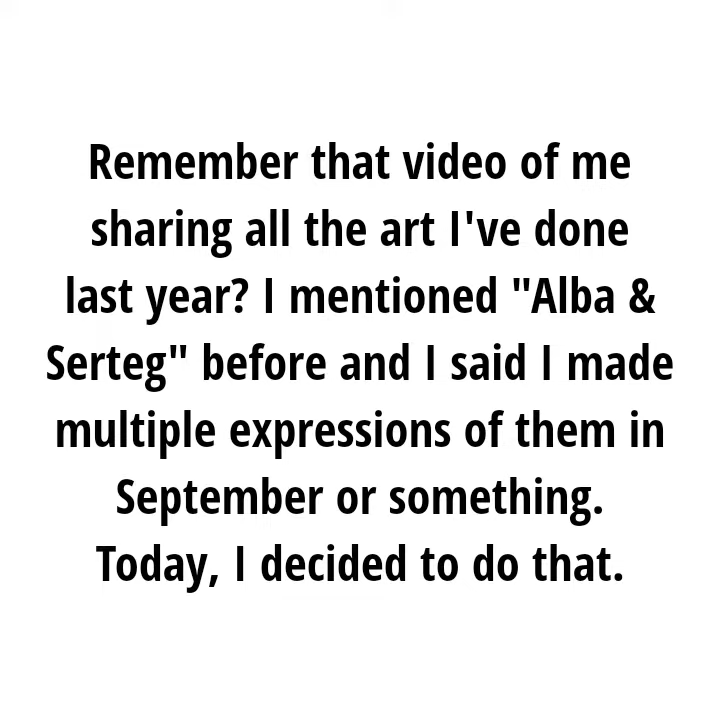 Remember that video of me
sharing all the art I've done
last year? I mentioned "Alba &
Serteg" before and I said I made
multiple expressions of them in
September or something.
Today, I decided to do that.